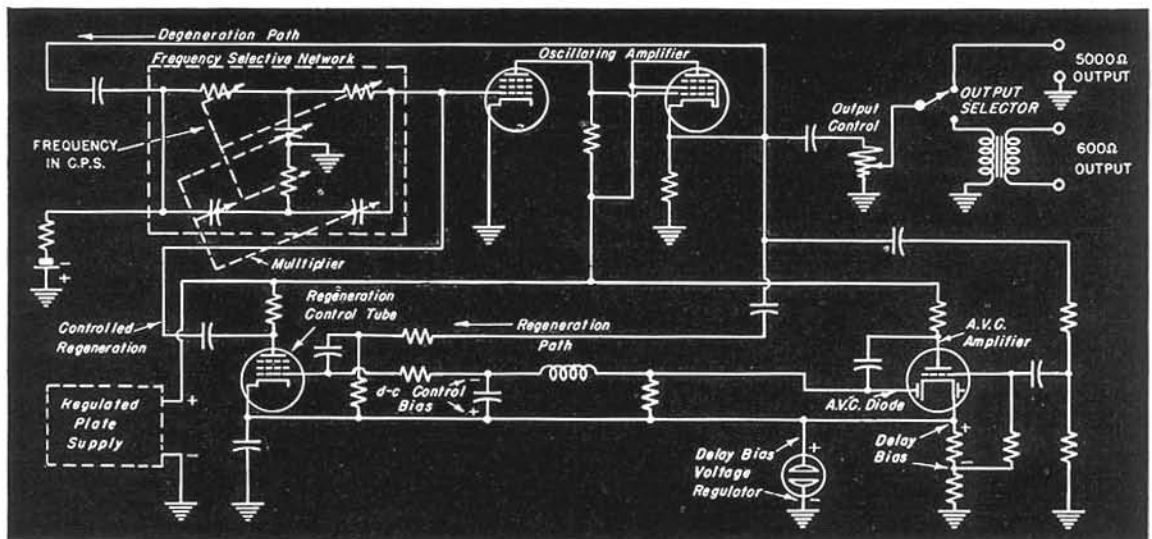 Degeneration Path
Frequency Selective Network
FREQUENCY
IN C.P.S.
Multiplier
Oscillating Amplifier
Output
Control
OUTPUT
SELECTOR
5000Ω
OUTPUT
600Ω
OUTPUT
Controlled
Regeneration
Regeneration
Control Tube
Regeneration
Path
d-c Control
Bias
-
+
A.V.C.
Amplifier
A.V.C. Diode
Delay
Bias
+
-
Delay Bias
Voltage
Regulator
+
-
Regulated
Plate
Supply
+
-
-
+